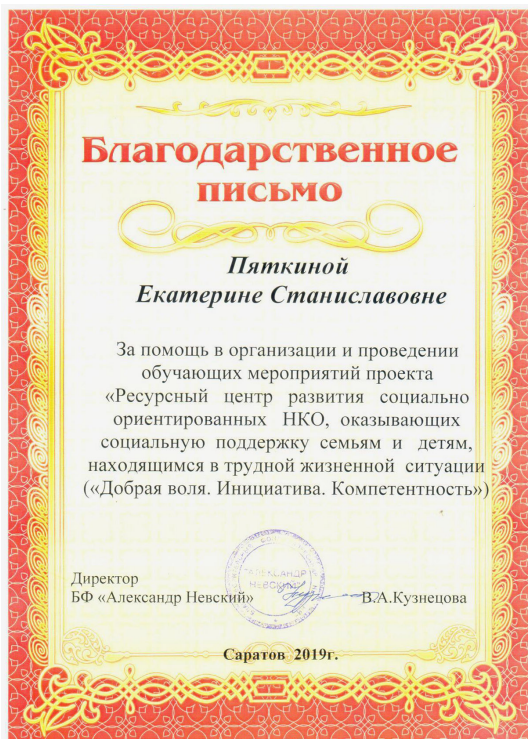 Благодарственное
письмо
Пяткиной
Екатерине Станиславовне
За помощь в организации и проведении
обучающих мероприятий проекта
«Ресурсный центр развития социально
ориентированных НКО, оказывающих
социальную поддержку семьям и детям,
находящимся в трудной жизненной ситуации
(«Добрая воля. Инициатива. Компетентность»)
"АЛЕКСАНДР
НЕВСКИЙ"
Директор
БФ «Александр Невский»
В.А.Кузнецова
Саратов 2019г.